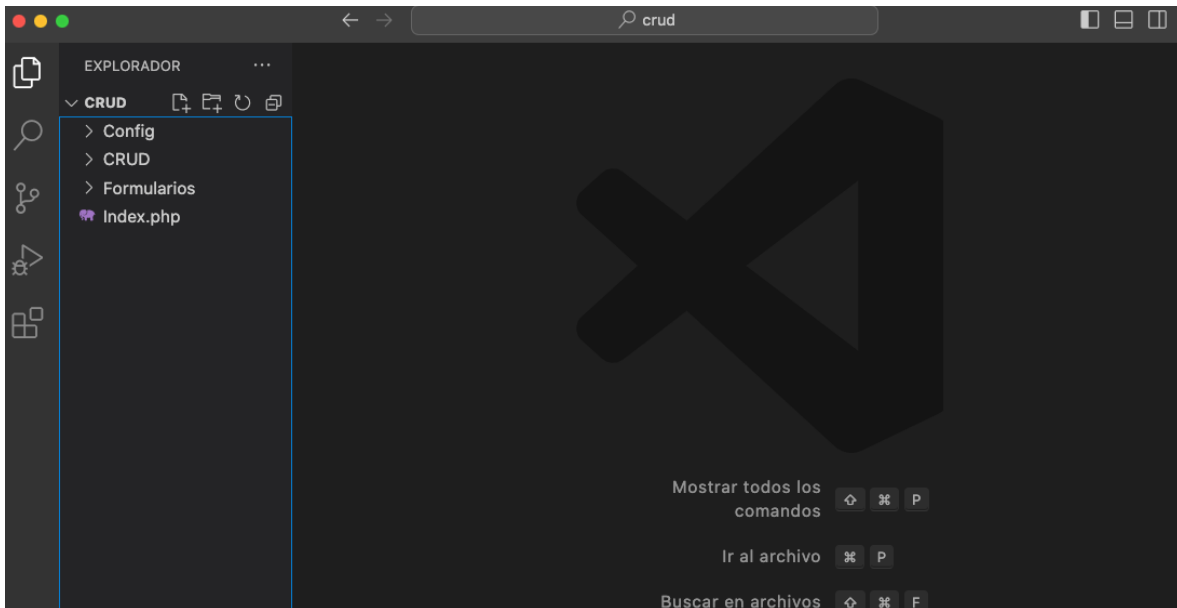 crud
EXPLORADOR
CRUD
Config
CRUD
Formularios
Index.php
Mostrar todos los
comandos ⇧ ⌘ P
Ir al archivo ⌘ P
Buscar en archivos ⇧ ⌘ F